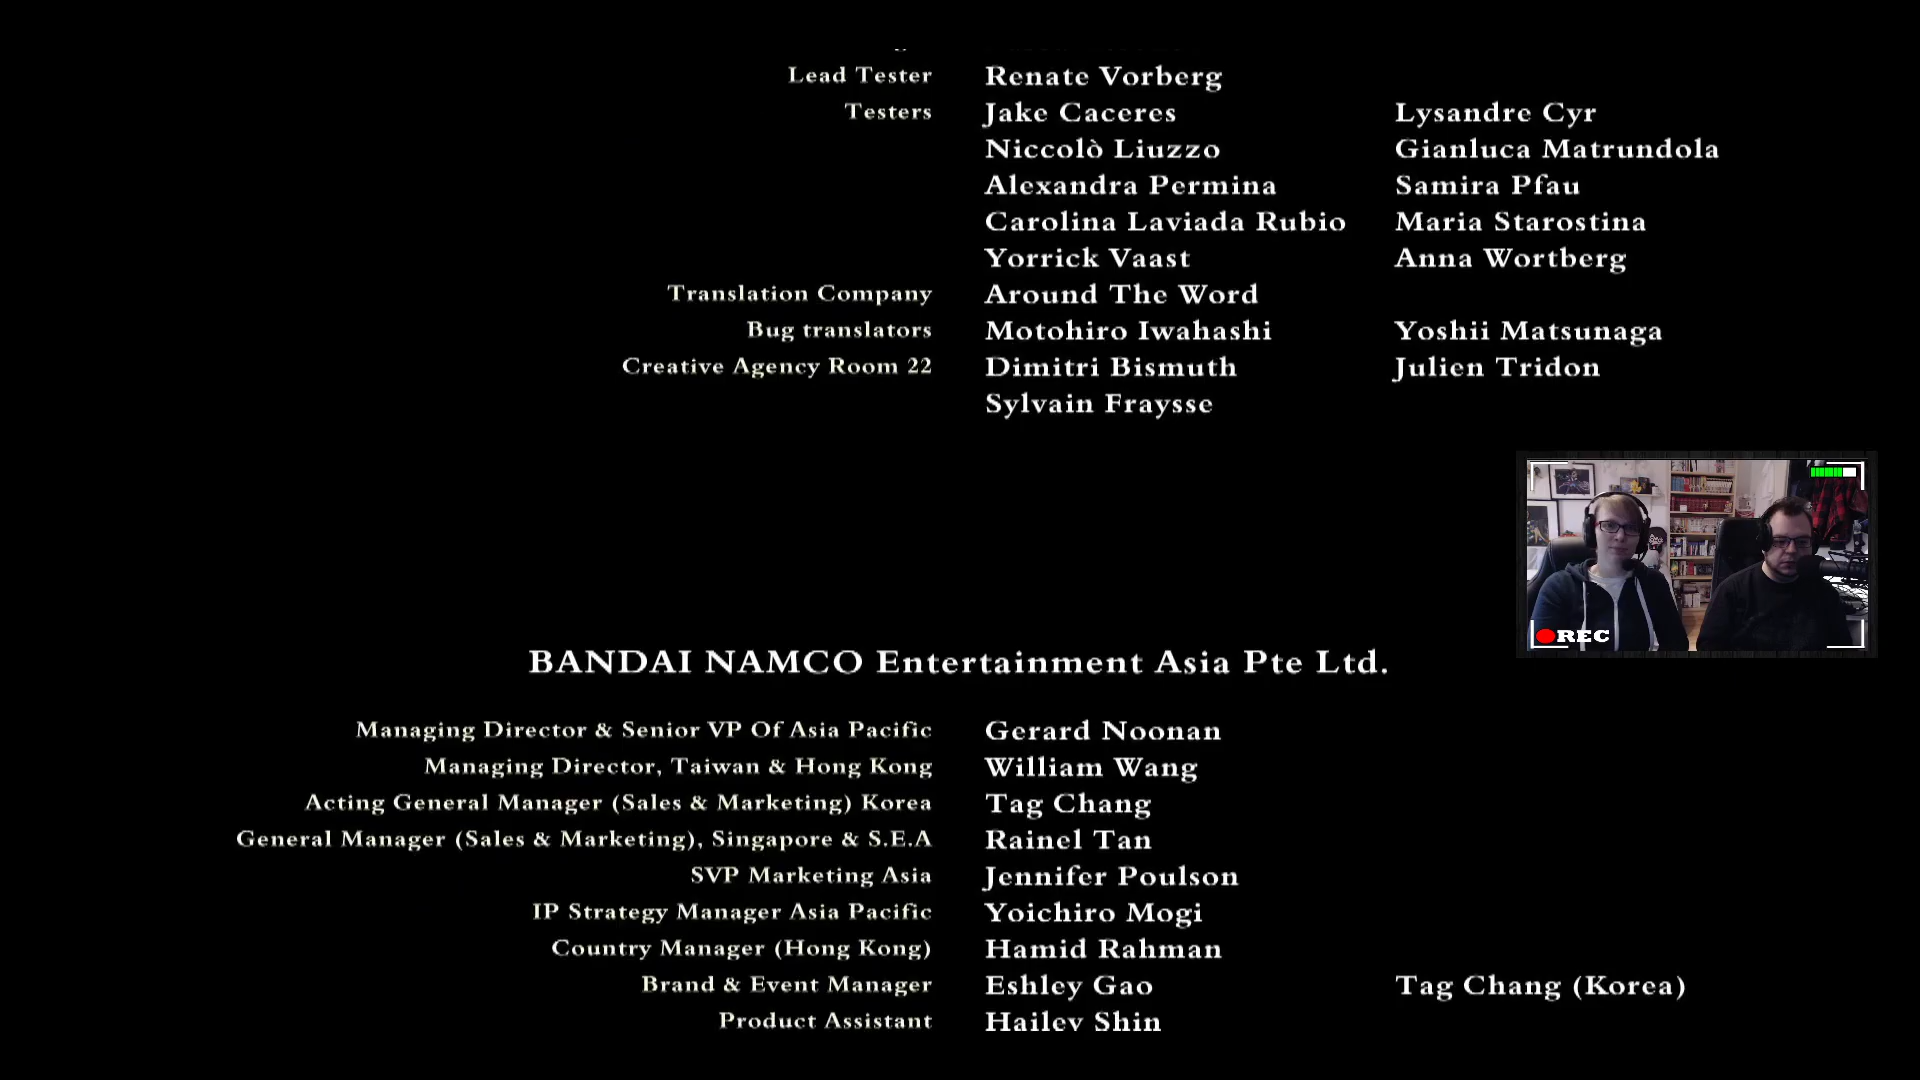 Lead Tester Renate Vorberg
Testers Jake Caceres Lysandre Cyr
Niccolò Liuzzo Gianluca Matrundola
Alexandra Permina Samira Pfau
Carolina Laviada Rubio Maria Starostina
Yorrick Vaast Anna Wortberg
Translation Company Around The Word
Bug translators Motohiro Iwahashi Yoshii Matsunaga
Creative Agency Room 22 Dimitri Bismuth Julien Tridon
Sylvain Fraysse
REC
BANDAI NAMCO Entertainment Asia Pte Ltd.
Managing Director & Senior VP Of Asia Pacific Gerard Noonan
Managing Director, Taiwan & Hong Kong William Wang
Acting General Manager (Sales & Marketing) Korea Tag Chang
General Manager (Sales & Marketing), Singapore & S.E.A Rainel Tan
SVP Marketing Asia Jennifer Poulson
IP Strategy Manager Asia Pacific Yoichiro Mogi
Country Manager (Hong Kong) Hamid Rahman
Brand & Event Manager Eshley Gao Tag Chang (Korea)
Product Assistant Hailey Shin